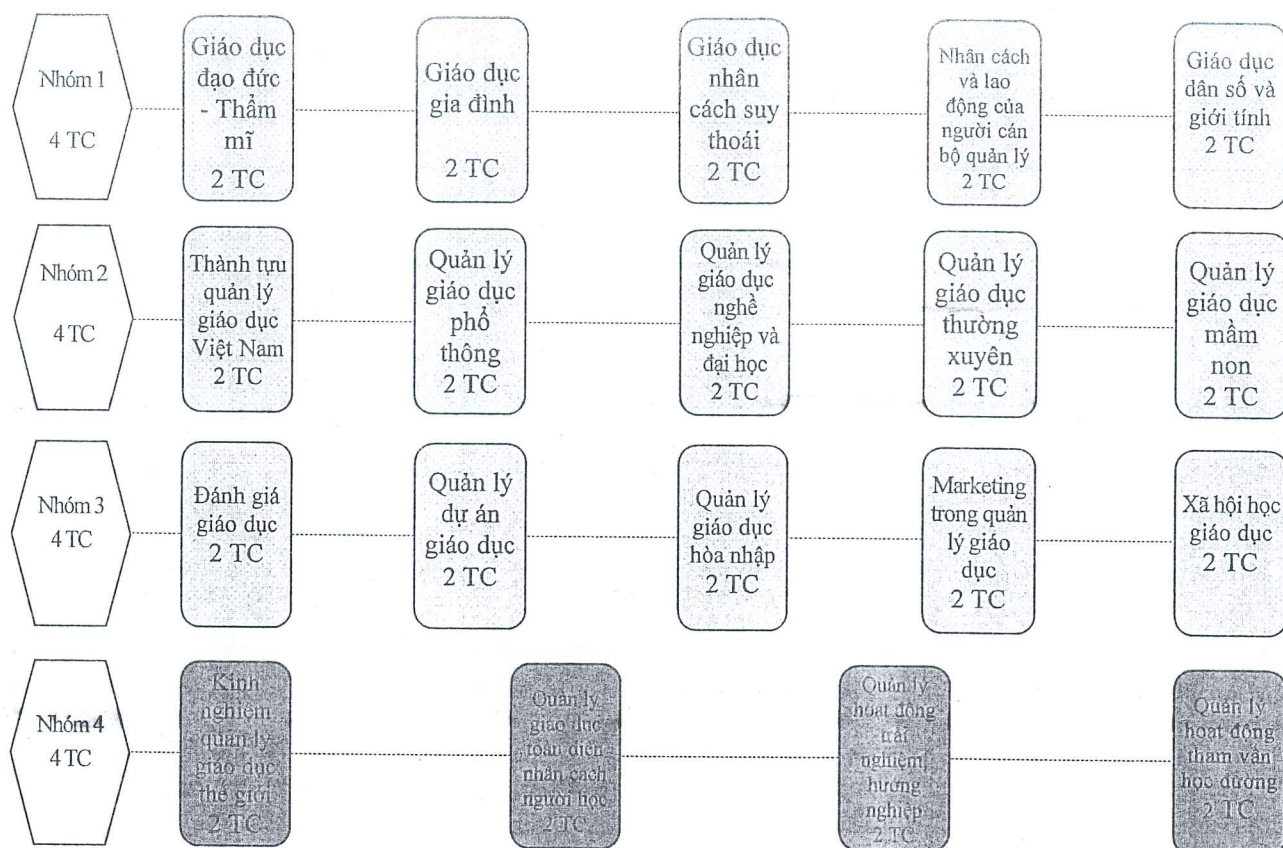 Nhóm 1
4 TC
Giáo dục
đạo đức
- Thẩm
mĩ
2 TC
Giáo dục
gia đình
2 TC
Giáo dục
nhân
cách suy
thoái
2 TC
Nhân cách
và lao
động của
người cán
bộ quản lý
2 TC
Giáo dục
dân số và
giới tính
2 TC
Nhóm 2
4 TC
Thành tựu
quản lý
giáo dục
Việt Nam
2 TC
Quản lý
giáo dục
phổ
thông
2 TC
Quản lý
giáo dục
nghề
nghiệp và
đại học
2 TC
Quản lý
giáo dục
thường
xuyên
2 TC
Quản lý
giáo dục
mầm
non
2 TC
Nhóm 3
4 TC
Đánh giá
giáo dục
2 TC
Quản lý
dự án
giáo dục
2 TC
Quản lý
giáo dục
hòa nhập
2 TC
Marketing
trong quản
lý giáo
dục
2 TC
Xã hội học
giáo dục
2 TC
Nhóm 4
4 TC
Kinh
nghiệm
quản lý
giáo dục
thế giới
2 TC
Quản lý
giáo dục
toàn diện
nhân cách
người học
2 TC
Quản lý
hoạt động
trải
nghiệm,
hướng
nghiệp
2 TC
Quản lý
hoạt động
tham vấn
học đường
2 TC